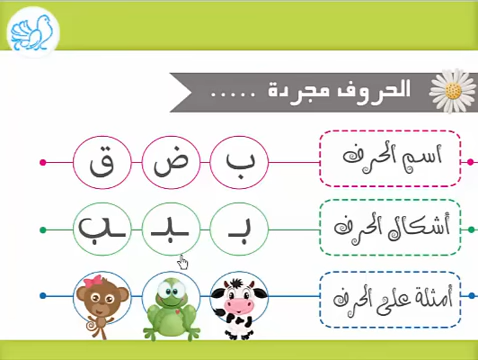 الحروف مجردة .....
اسم الحرف ب ض ق
أشكال الحرف بـ ـبـ ـب
أمثلة على الحرف